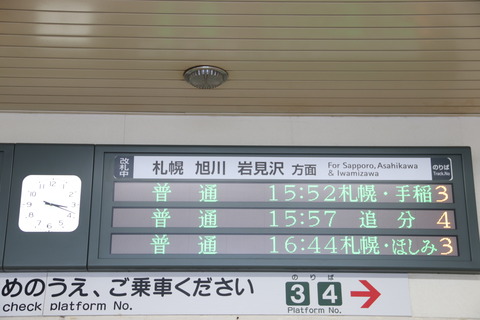 改札中
札幌 旭川 岩見沢 方面
For Sapporo, Asahikawa
& Iwamizawa
のりば
Track No.
普通 15:52 札幌・手稲 3
普通 15:57 追分 4
普通 16:44 札幌・ほしみ 3
めのうえ、ご乗車ください
check platform No.
のりば
3 4
Platform No.